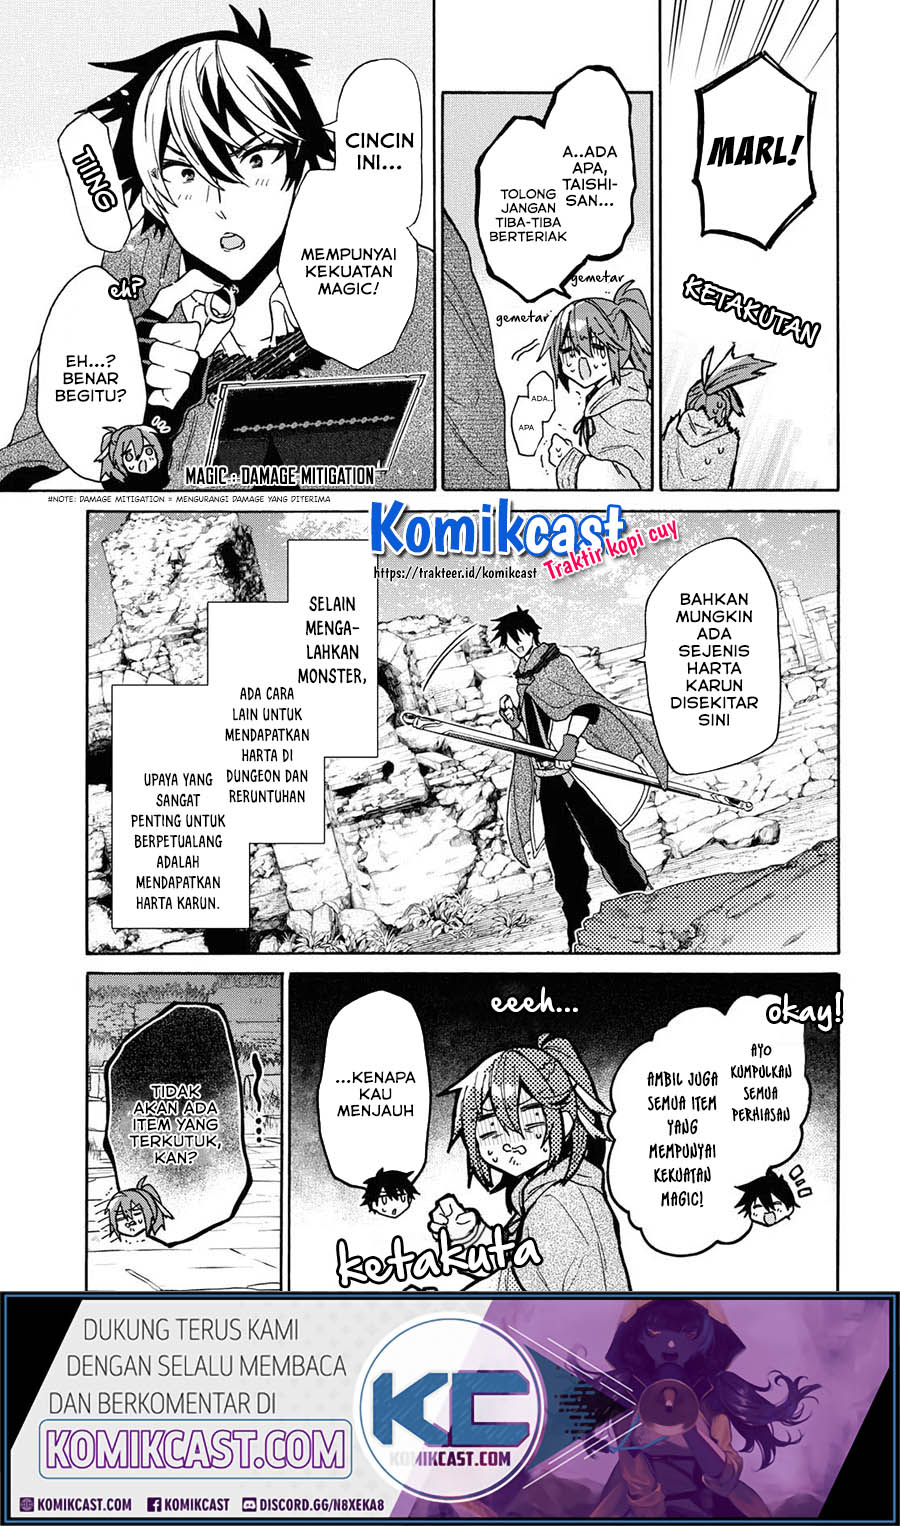 MARL!
KETAKUTAN
A..ADA
APA,
TAISHI-
SAN...
TOLONG
JANGAN
TIBA-TIBA
BERTERIAK
gemetar
gemetar
ADA..
APA
CINCIN
INI...
MEMPUNYAI
KEKUATAN
MAGIC!
TING
eh?
EH...?
BENAR
BEGITU?
MAGIC : DAMAGE MITIGATION
#NOTE: DAMAGE MITIGATION = MENGURANGI DAMAGE YANG DITERIMA
Komikcast
Traktir kopi cuy
https://trakteer.id/komikcast
BAHKAN
MUNGKIN
ADA
SEJENIS
HARTA
KARUN
DISEKITAR
SINI
SELAIN
MENGA-
LAHKAN
MONSTER,
ADA CARA
LAIN UNTUK
MENDAPATKAN
HARTA DI
DUNGEON DAN
RERUNTUHAN
UPAYA YANG
SANGAT
PENTING UNTUK
BERPETUALANG
ADALAH
MENDAPATKAN
HARTA KARUN.
okay!
AYO
KUMPULKAN
SEMUA
PERHIASAN
AMBIL JUGA
SEMUA ITEM
YANG
MEMPUNYAI
KEKUATAN
MAGIC!
eeeh...
...KENAPA
KAU
MENJAUH
ketakuta
TIDAK
AKAN ADA
ITEM YANG
TERKUTUK,
KAN?
DUKUNG TERUS KAMI
DENGAN SELALU MEMBACA
DAN BERKOMENTAR DI
KOMIKCAST.COM
KOMIKCAST.COM
KOMIKCAST
DISCORD.GG/N8XEKA8
KC
KOMIKCAST.COM